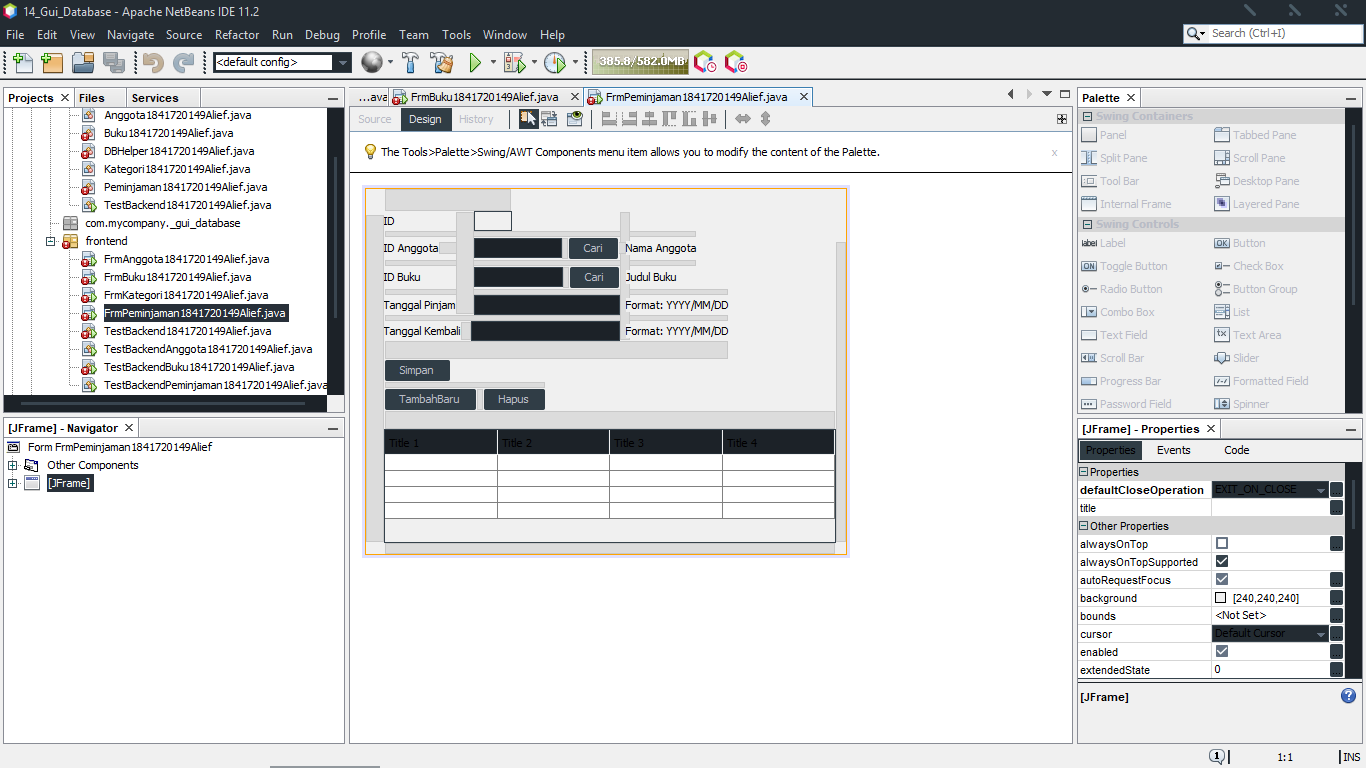 14_Gui_Database - Apache NetBeans IDE 11.2
File Edit View Navigate Source Refactor Run Debug Profile Team Tools Window Help
Search (Ctrl+I)
<default config>
385.8/582.0MB
Projects Files Services
Anggota1841720149Alief.java
Buku1841720149Alief.java
DBHelper1841720149Alief.java
Kategori1841720149Alief.java
Peminjaman1841720149Alief.java
TestBackend1841720149Alief.java
com.mycompany._gui_database
frontend
FrmAnggota1841720149Alief.java
FrmBuku1841720149Alief.java
FrmKategori1841720149Alief.java
FrmPeminjaman1841720149Alief.java
TestBackend1841720149Alief.java
TestBackendAnggota1841720149Alief.java
TestBackendBuku1841720149Alief.java
TestBackendPeminjaman1841720149Alief.java
[JFrame] - Navigator
Form FrmPeminjaman1841720149Alief
Other Components
[JFrame]
...ava FrmBuku1841720149Alief.java FrmPeminjaman1841720149Alief.java
Source Design History
The Tools>Palette>Swing/AWT Components menu item allows you to modify the content of the Palette. x
ID
ID Anggota Cari Nama Anggota
ID Buku Cari Judul Buku
Tanggal Pinjam Format: YYYY/MM/DD
Tanggal Kembali Format: YYYY/MM/DD
Simpan
TambahBaru Hapus
Title 1 Title 2 Title 3 Title 4
Palette
Swing Containers
Panel Tabbed Pane
Split Pane Scroll Pane
Tool Bar Desktop Pane
Internal Frame Layered Pane
Swing Controls
label Label OK Button
ON Toggle Button Check Box
Radio Button Button Group
Combo Box List
Text Field tx Text Area
Scroll Bar Slider
Progress Bar Formatted Field
Password Field Spinner
[JFrame] - Properties
Properties Events Code
Properties
defaultCloseOperation EXIT_ON_CLOSE ...
title ...
Other Properties
alwaysOnTop ...
alwaysOnTopSupported
autoRequestFocus ...
background [240,240,240] ...
bounds <Not Set> ...
cursor Default Cursor ...
enabled ...
extendedState 0 ...
[JFrame] ?
1 1:1 INS